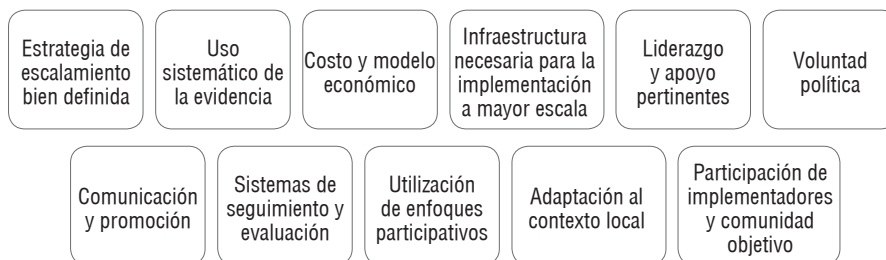 Estrategia de
escalamiento
bien definida
Uso
sistemático de
la evidencia
Costo y modelo
económico
Infraestructura
necesaria para la
implementación
a mayor escala
Liderazgo
y apoyo
pertinentes
Voluntad
política
Comunicación
y promoción
Sistemas de
seguimiento y
evaluación
Utilización
de enfoques
participativos
Adaptación al
contexto local
Participación de
implementadores
y comunidad
objetivo